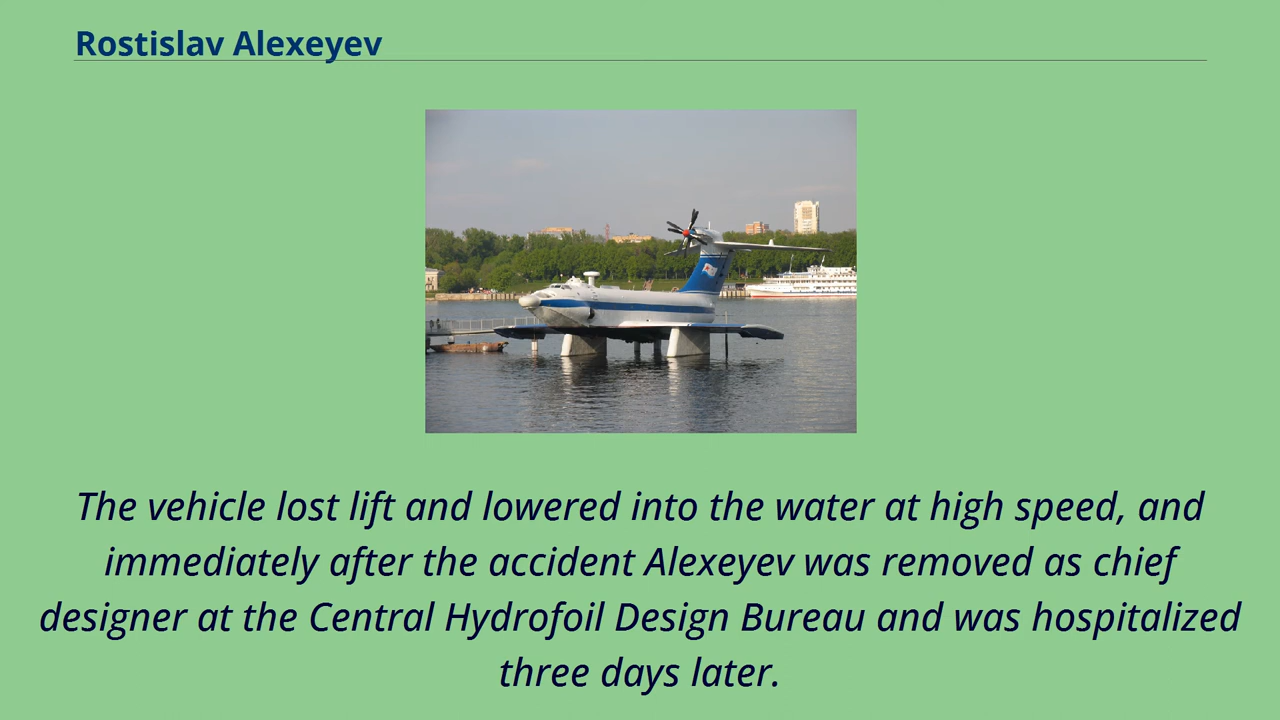 Rostislav Alexeyev
The vehicle lost lift and lowered into the water at high speed, and
immediately after the accident Alexeyev was removed as chief
designer at the Central Hydrofoil Design Bureau and was hospitalized
three days later.